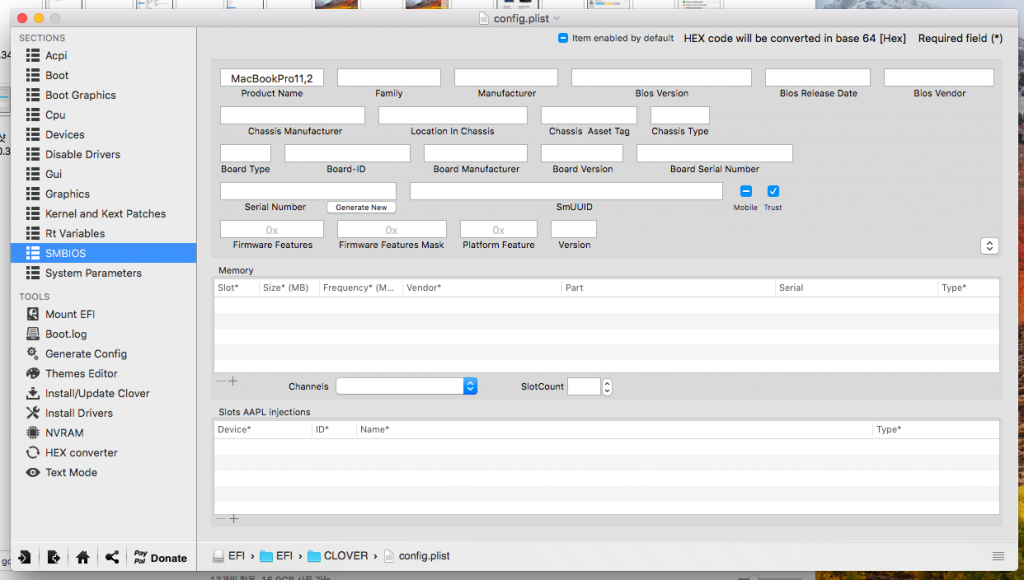 config.plist
SECTIONS
Acpi
Boot
Boot Graphics
Cpu
Devices
Disable Drivers
Gui
Graphics
Kernel and Kext Patches
Rt Variables
SMBIOS
System Parameters
TOOLS
Mount EFI
Boot.log
Generate Config
Themes Editor
Install/Update Clover
Install Drivers
NVRAM
HEX converter
Text Mode
Pay Pal Donate
Item enabled by default HEX code will be converted in base 64 [Hex] Required field (*)
MacBookPro11,2
Product Name Family Manufacturer Bios Version Bios Release Date Bios Vendor
Chassis Manufacturer Location In Chassis Chassis Asset Tag Chassis Type
Board Type Board-ID Board Manufacturer Board Version Board Serial Number
Serial Number Generate New SmUUID Mobile Trust
0x 0x 0x
Firmware Features Firmware Features Mask Platform Feature Version
Memory
Slot* Size* (MB) Frequency* (M... Vendor* Part Serial Type*
Channels SlotCount
Slots AAPL injections
Device* ID* Name* Type*
EFI › EFI › CLOVER › config.plist